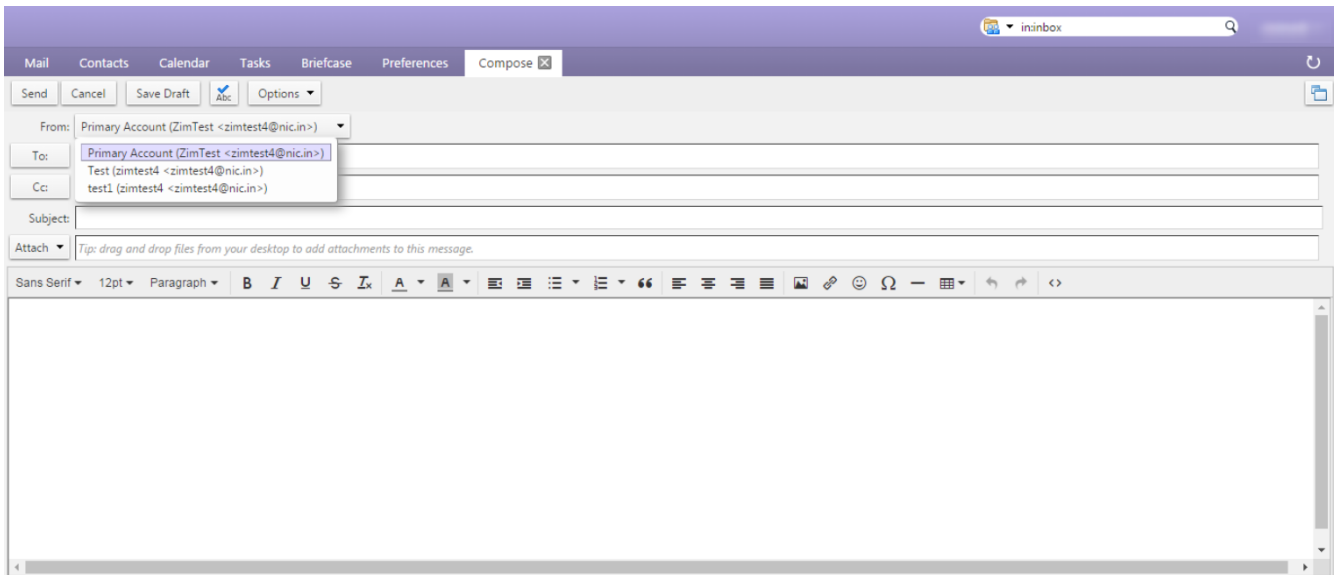 in:inbox
Mail Contacts Calendar Tasks Briefcase Preferences Compose
Send Cancel Save Draft Abc Options
From: Primary Account (ZimTest <zimtest4@nic.in>)
Primary Account (ZimTest <zimtest4@nic.in>)
To:
Test (zimtest4 <zimtest4@nic.in>)
Cc:
test1 (zimtest4 <zimtest4@nic.in>)
Subject:
Attach Tip: drag and drop files from your desktop to add attachments to this message.
Sans Serif 12pt Paragraph B I U S Ix A A